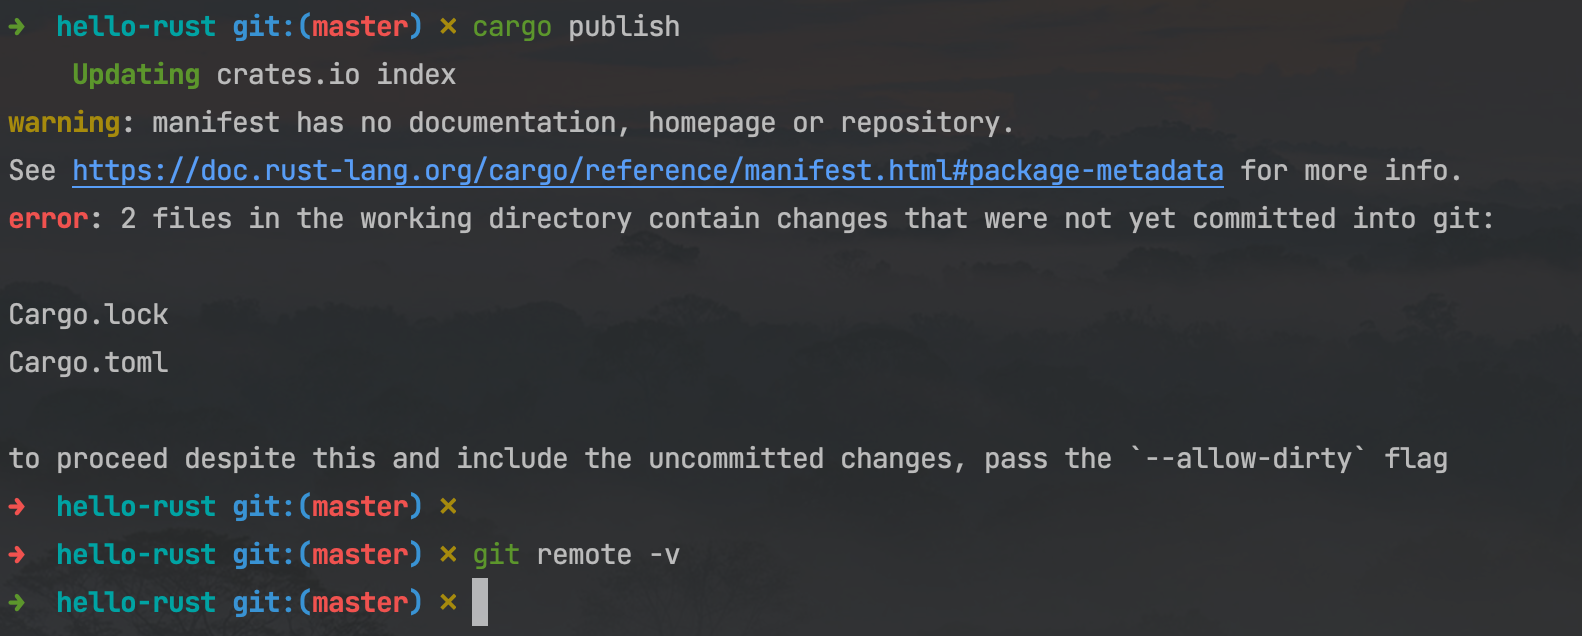 ➜  hello-rust git:(master) ✗ cargo publish
    Updating crates.io index
warning: manifest has no documentation, homepage or repository.
See https://doc.rust-lang.org/cargo/reference/manifest.html#package-metadata for more info.
error: 2 files in the working directory contain changes that were not yet committed into git:

Cargo.lock
Cargo.toml

to proceed despite this and include the uncommitted changes, pass the `--allow-dirty` flag
➜  hello-rust git:(master) ✗
➜  hello-rust git:(master) ✗ git remote -v
➜  hello-rust git:(master) ✗